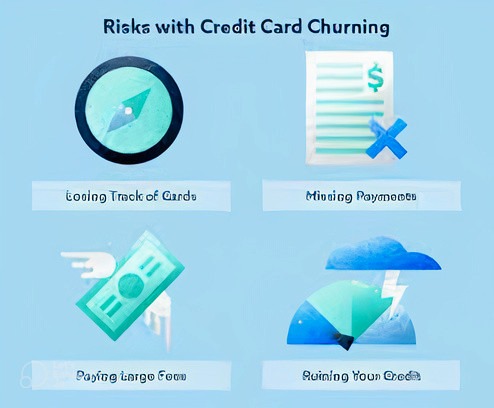 Risks with Credit Card Churning
$
Losing Track of Cards
Missing Payments
Paying Large Fees
Ruining Your Credit